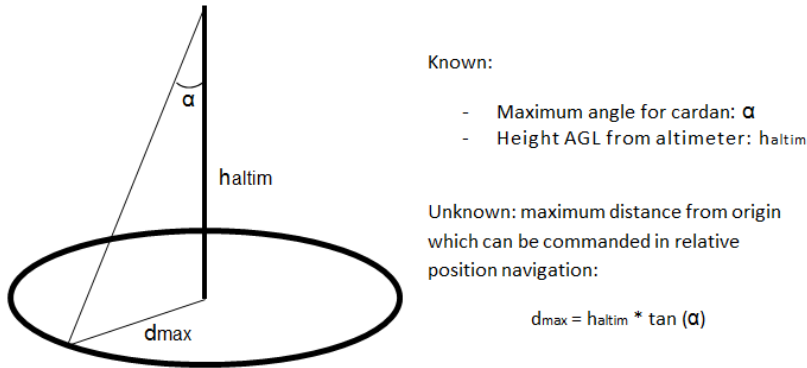 α
haltim
dmax
Known:
- Maximum angle for cardan: α
- Height AGL from altimeter: haltim
Unknown: maximum distance from origin
which can be commanded in relative
position navigation:
dmax = haltim * tan (α)